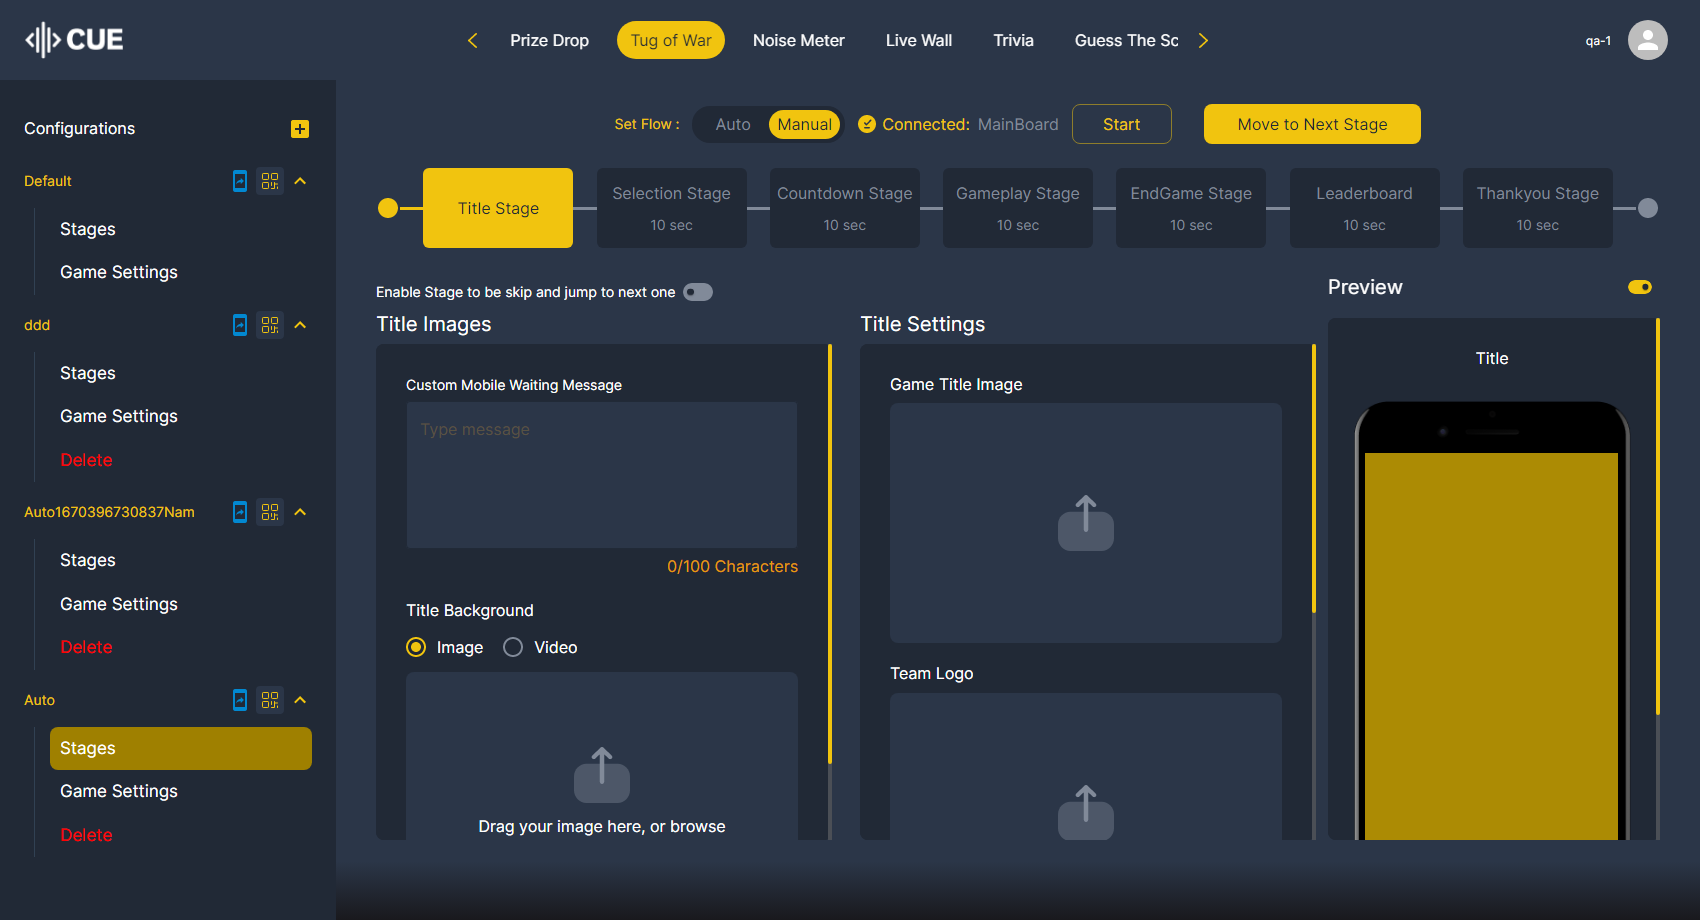 CUE
Prize Drop
Tug of War
Noise Meter
Live Wall
Trivia
Guess The Sc
qa-1
Configurations
Default
Stages
Game Settings
ddd
Stages
Game Settings
Delete
Auto1670396730837Nam
Stages
Game Settings
Delete
Auto
Stages
Game Settings
Delete
Set Flow :
Auto
Manual
Connected: MainBoard
Start
Move to Next Stage
Title Stage
Selection Stage
10 sec
Countdown Stage
10 sec
Gameplay Stage
10 sec
EndGame Stage
10 sec
Leaderboard
10 sec
Thankyou Stage
10 sec
Enable Stage to be skip and jump to next one
Title Images
Custom Mobile Waiting Message
Type message
0/100 Characters
Title Background
Image
Video
Drag your image here, or browse
Title Settings
Game Title Image
Team Logo
Preview
Title